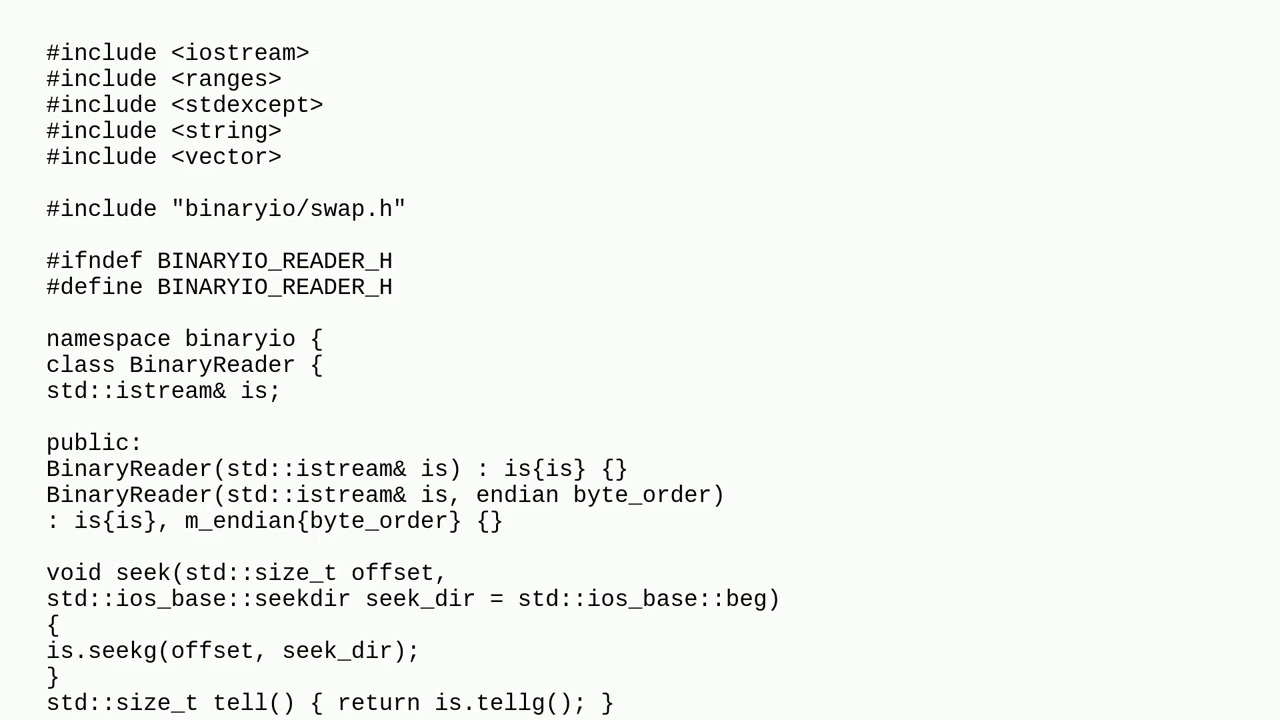 #include <iostream>
#include <ranges>
#include <stdexcept>
#include <string>
#include <vector>

#include "binaryio/swap.h"

#ifndef BINARYIO_READER_H
#define BINARYIO_READER_H

namespace binaryio {
class BinaryReader {
std::istream& is;

public:
BinaryReader(std::istream& is) : is{is} {}
BinaryReader(std::istream& is, endian byte_order)
: is{is}, m_endian{byte_order} {}

void seek(std::size_t offset,
std::ios_base::seekdir seek_dir = std::ios_base::beg)
{
is.seekg(offset, seek_dir);
}
std::size_t tell() { return is.tellg(); }